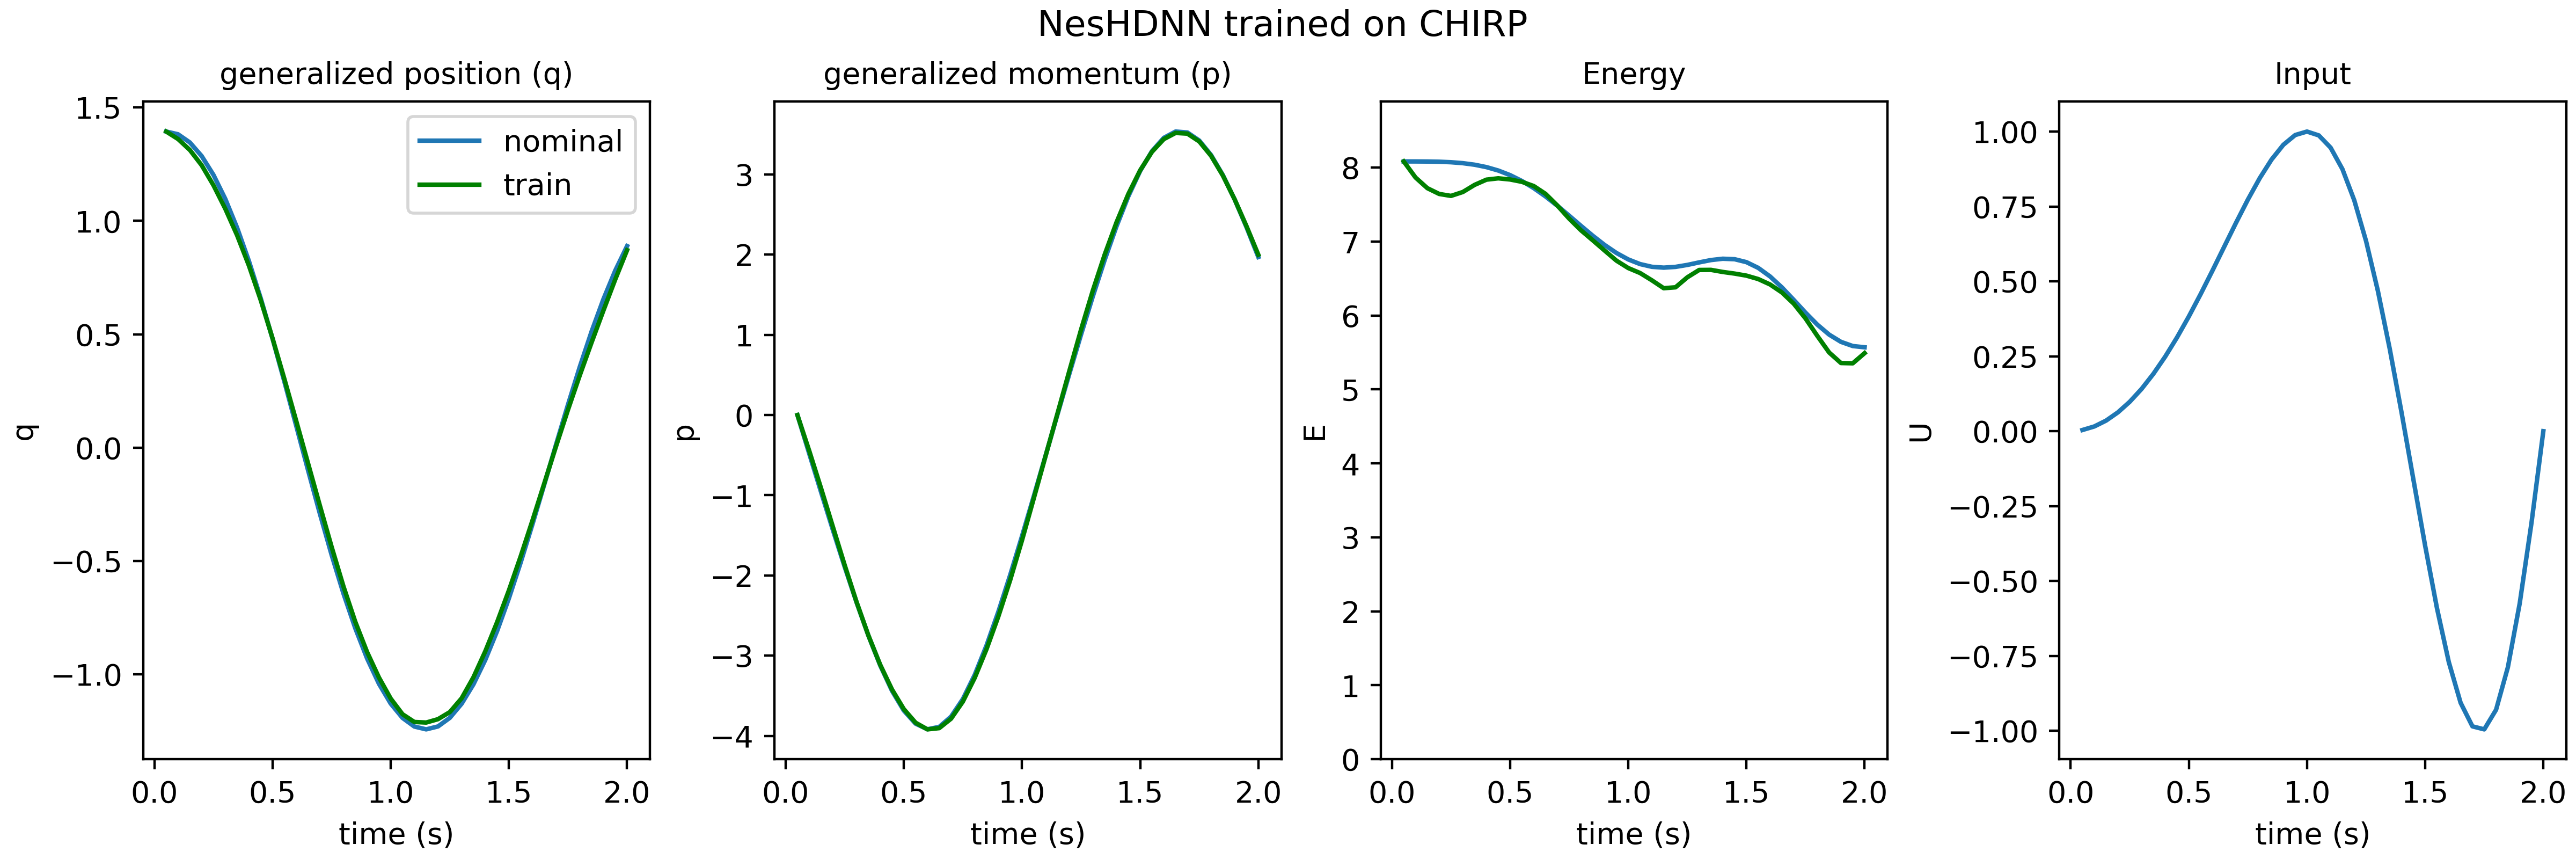 NesHDNN trained on CHIRP
generalized position (q)
1.5
1.0
0.5
0.0
−0.5
−1.0
q
0.0 0.5 1.0 1.5 2.0
time (s)
nominal
train
generalized momentum (p)
3
2
1
0
−1
−2
−3
−4
p
0.0 0.5 1.0 1.5 2.0
time (s)
Energy
8
7
6
5
4
3
2
1
0
E
0.0 0.5 1.0 1.5 2.0
time (s)
Input
1.00
0.75
0.50
0.25
0.00
−0.25
−0.50
−0.75
−1.00
U
0.0 0.5 1.0 1.5 2.0
time (s)